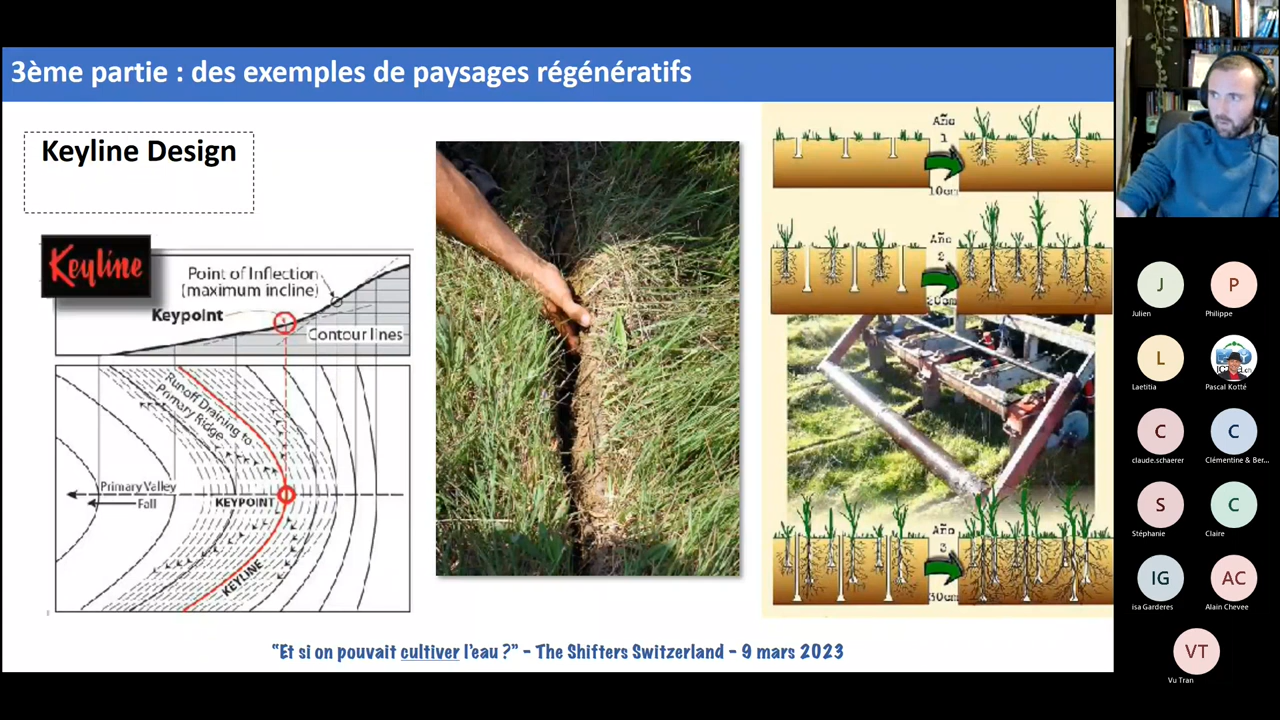 3ème partie : des exemples de paysages régénératifs
Keyline Design
Keyline
Point of Inflection
(maximum incline)
Keypoint
Contour lines
Runoff Draining to
Primary Ridge
Primary Valley
Fall
KEYPOINT
KEYLINE
Año
1
10cm
Año
2
Año
3
30cm
"Et si on pouvait cultiver l'eau ?" – The Shifters Switzerland – 9 mars 2023
J
Julien
P
Philippe
L
Laetitia
Pascal Kotté
C
claude.schaerer
C
Clémentine & Ber...
S
Stéphanie
C
Claire
IG
isa Garderes
AC
Alain Chevee
VT
Vu Tran